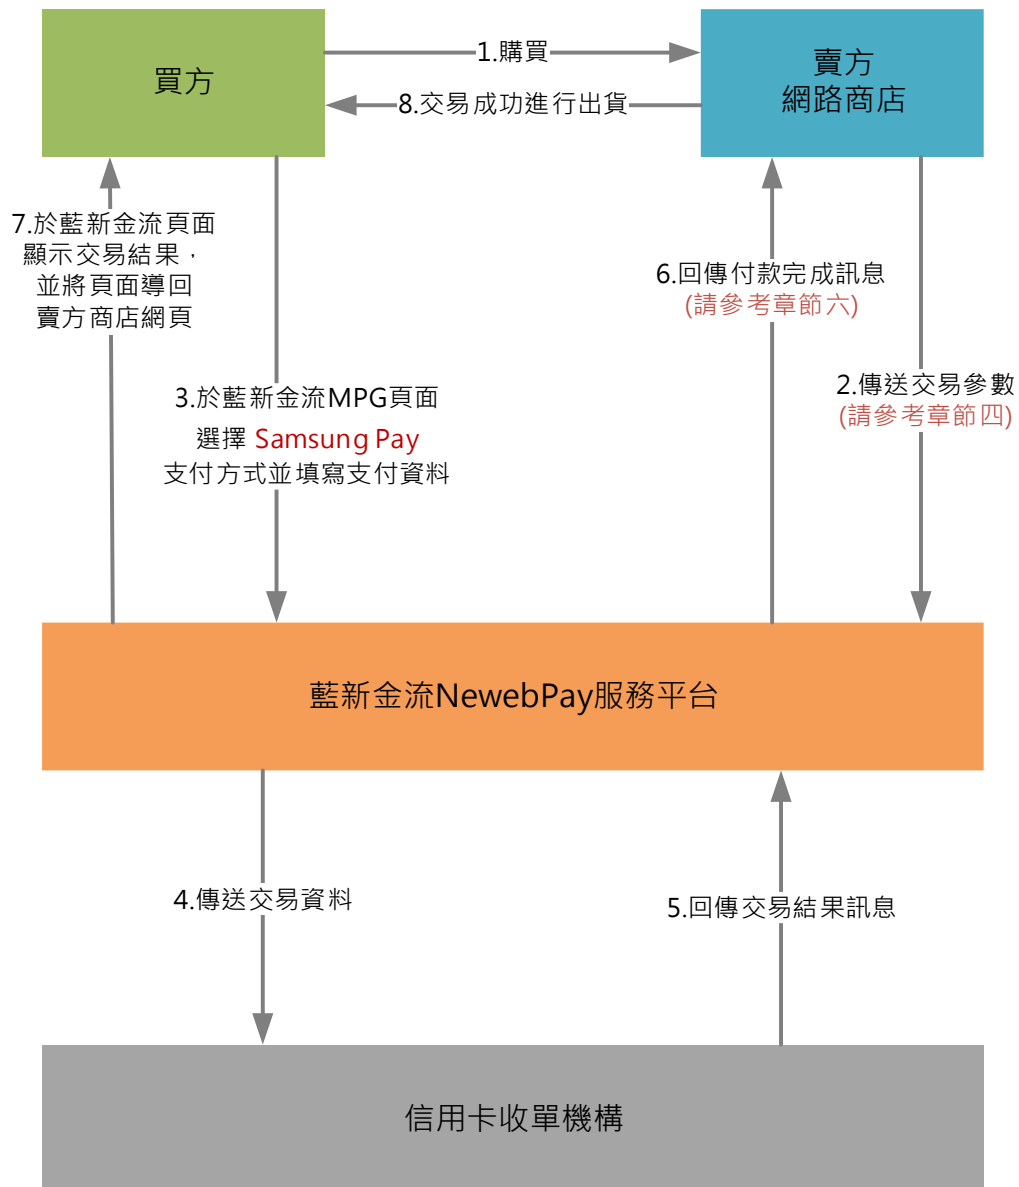 買方
1.購買
賣方
網路商店
8.交易成功進行出貨
7.於藍新金流頁面
顯示交易結果，
並將頁面導回
賣方商店網頁
6.回傳付款完成訊息
(請參考章節六)
2.傳送交易參數
(請參考章節四)
3.於藍新金流MPG頁面
選擇 Samsung Pay
支付方式並填寫支付資料
藍新金流NewebPay服務平台
4.傳送交易資料
5.回傳交易結果訊息
信用卡收單機構